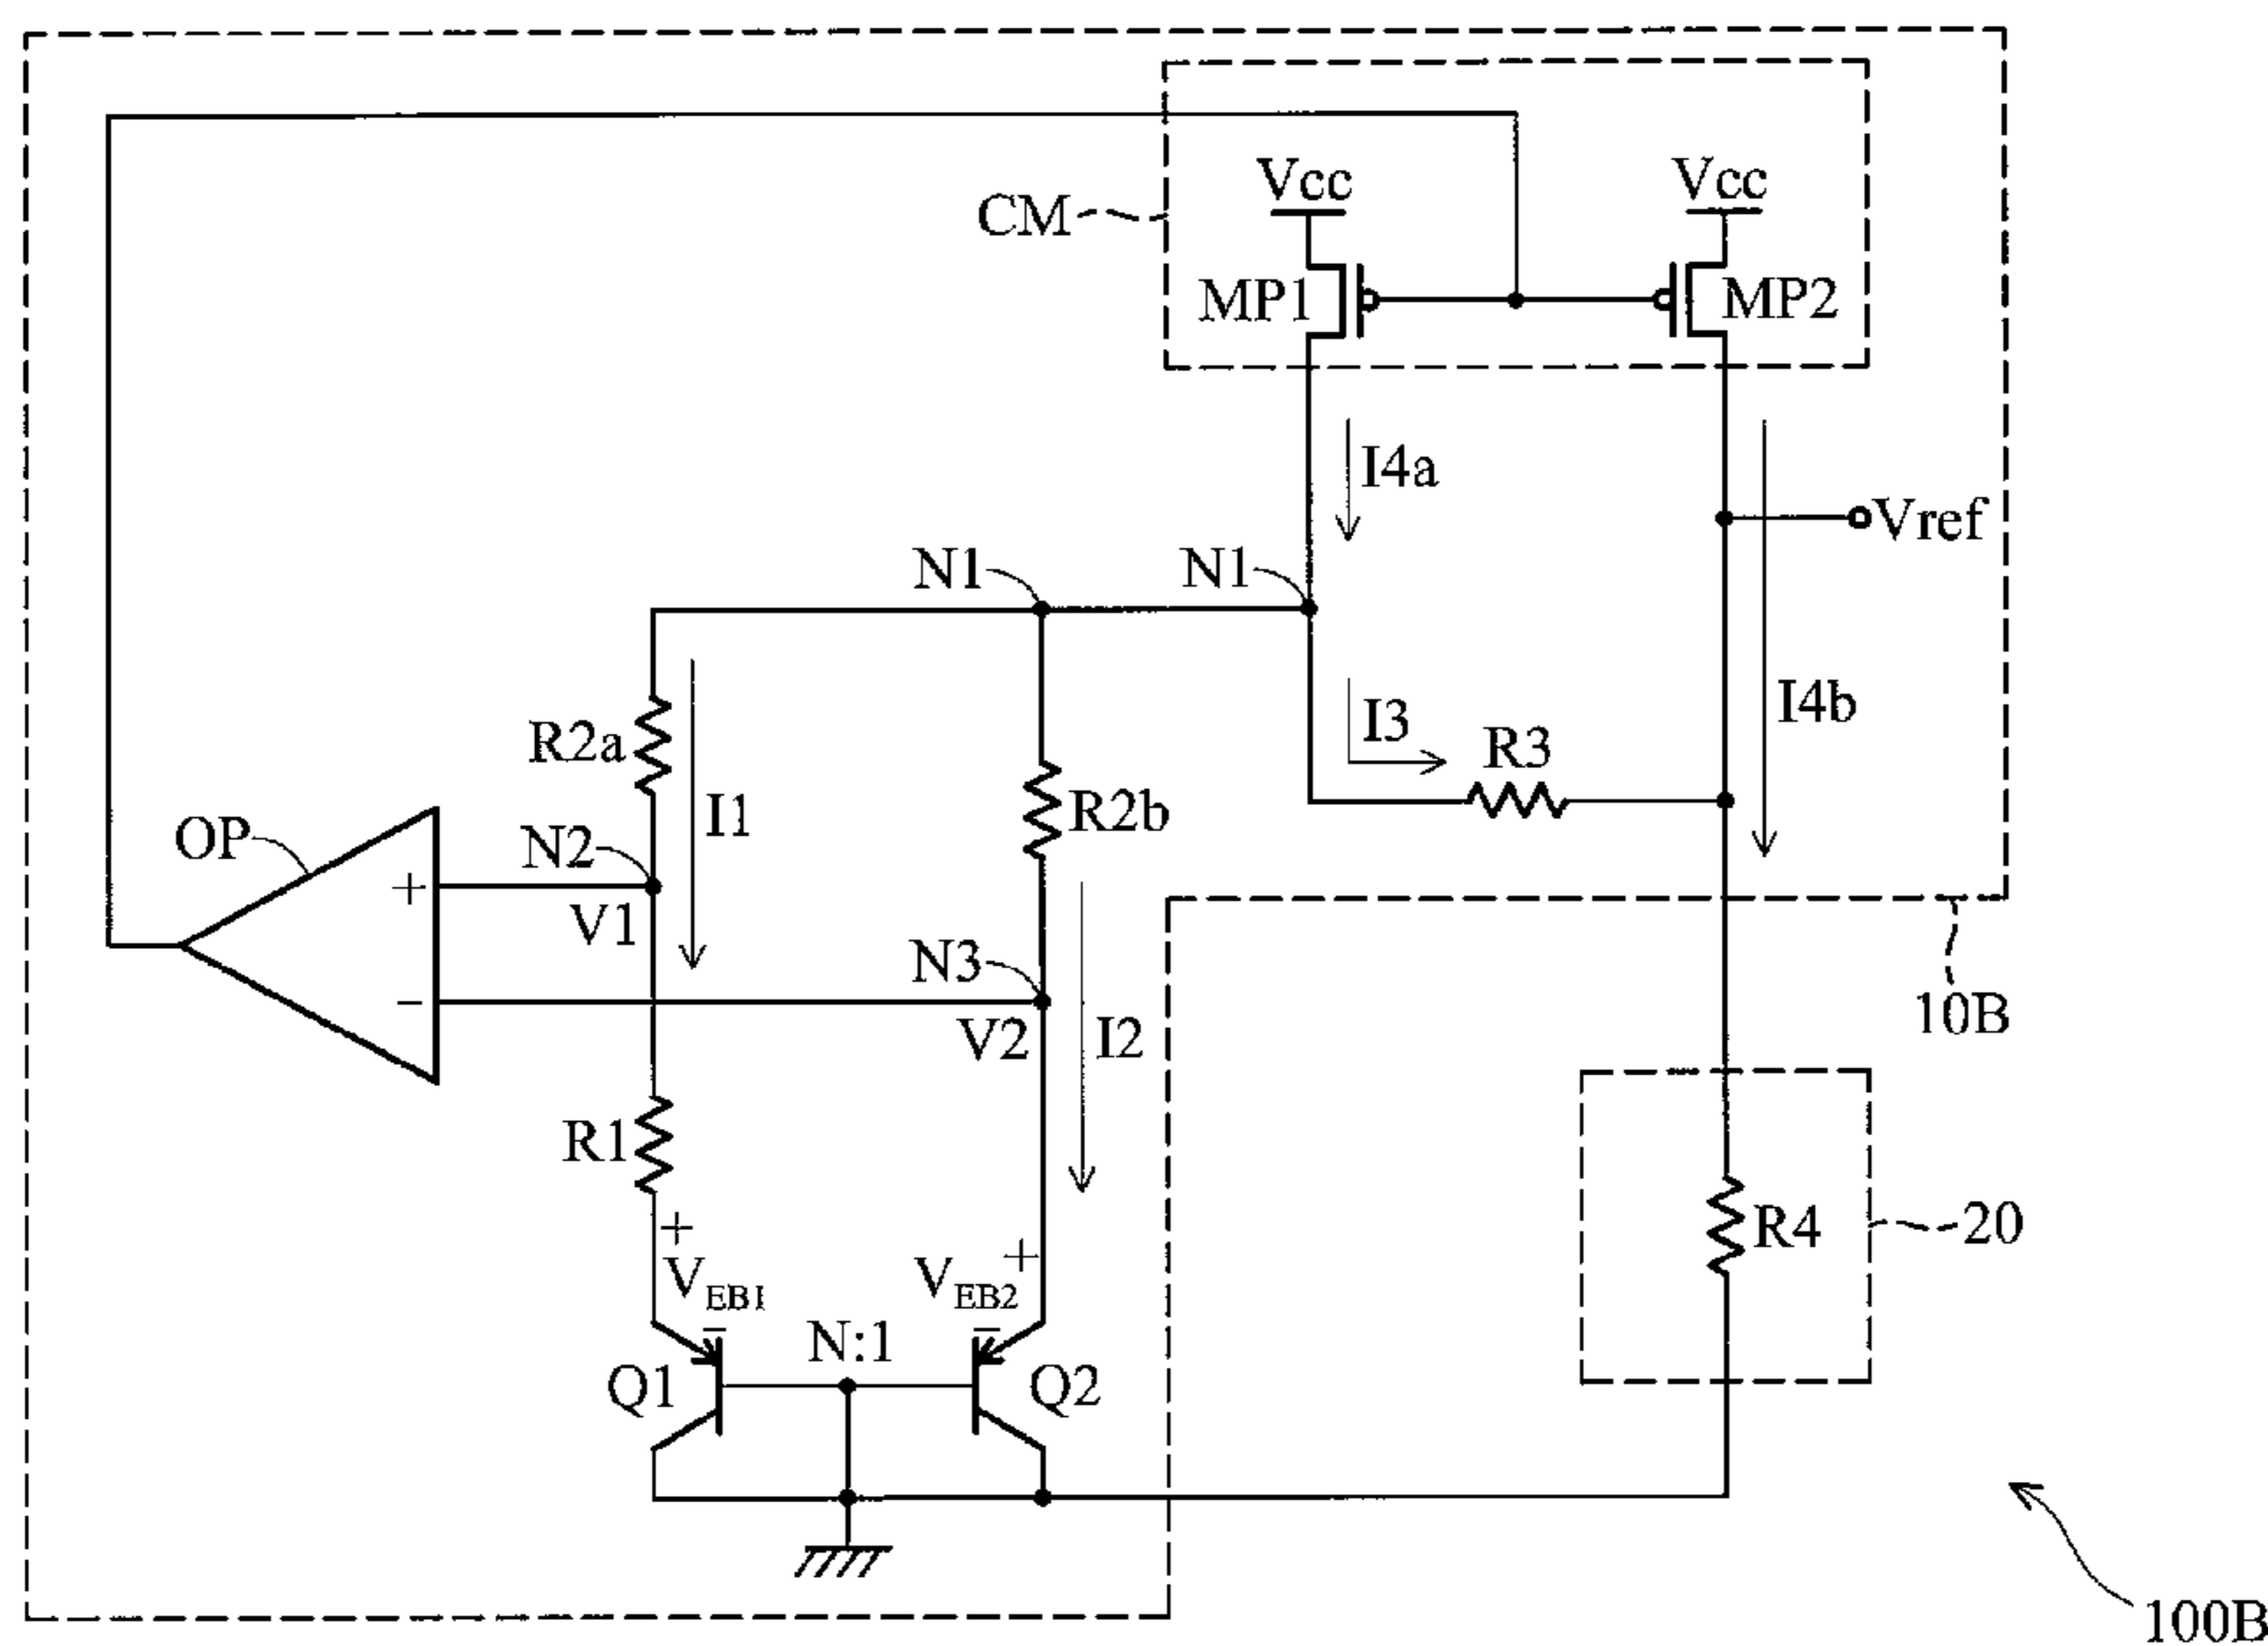 Vcc
Vcc
CM
MP1
MP2
I4a
Vref
N1
N1
I4b
I3
R3
R2a
I1
R2b
OP
N2
+
V1
N3
−
V2
I2
10B
R1
+
VEB1
−
+
VEB2
−
R4
20
N:1
Q1
Q2
100B